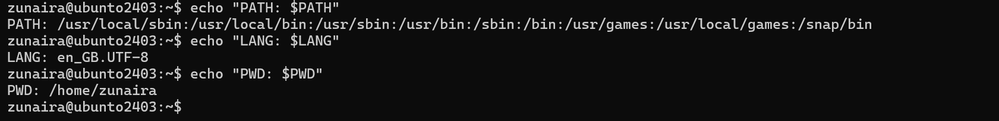 zunaira@ubunto2403:~$ echo "PATH: $PATH"
PATH: /usr/local/sbin:/usr/local/bin:/usr/sbin:/usr/bin:/sbin:/bin:/usr/games:/usr/local/games:/snap/bin
zunaira@ubunto2403:~$ echo "LANG: $LANG"
LANG: en_GB.UTF-8
zunaira@ubunto2403:~$ echo "PWD: $PWD"
PWD: /home/zunaira
zunaira@ubunto2403:~$